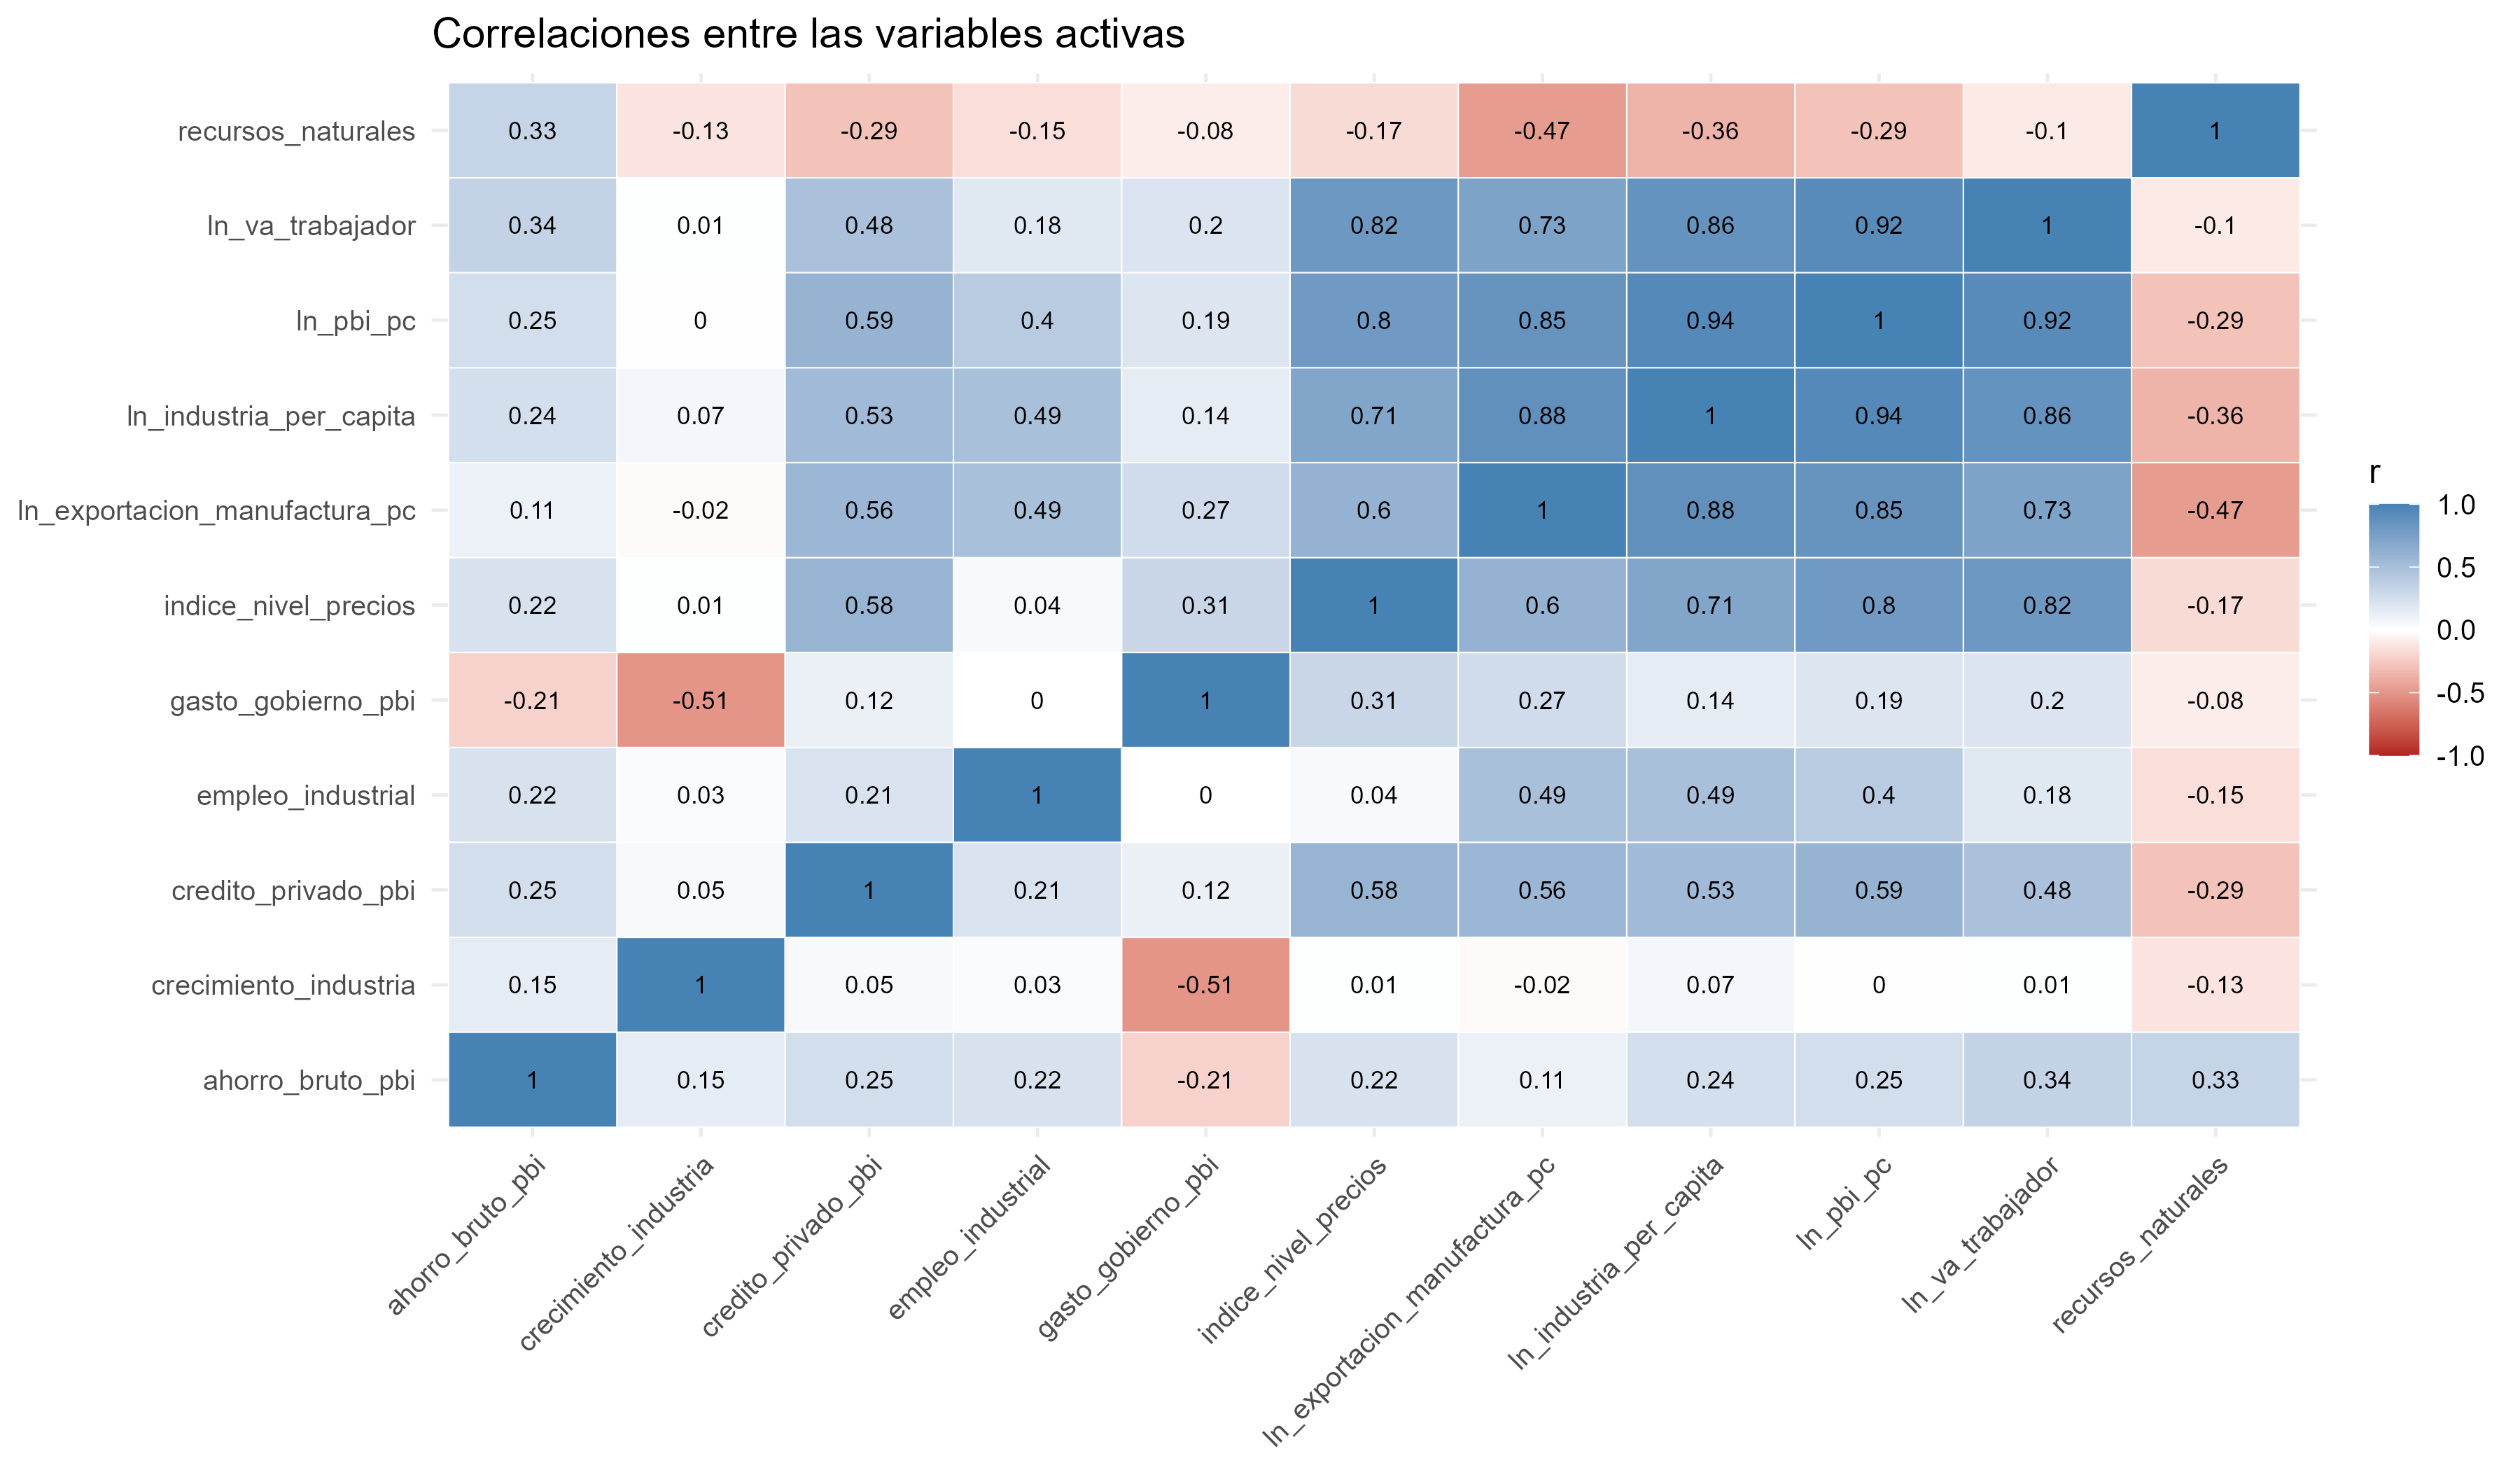 Correlaciones entre las variables activas
recursos_naturales 0.33 -0.13 -0.29 -0.15 -0.08 -0.17 -0.47 -0.36 -0.29 -0.1 1
ln_va_trabajador 0.34 0.01 0.48 0.18 0.2 0.82 0.73 0.86 0.92 1 -0.1
ln_pbi_pc 0.25 0 0.59 0.4 0.19 0.8 0.85 0.94 1 0.92 -0.29
ln_industria_per_capita 0.24 0.07 0.53 0.49 0.14 0.71 0.88 1 0.94 0.86 -0.36
ln_exportacion_manufactura_pc 0.11 -0.02 0.56 0.49 0.27 0.6 1 0.88 0.85 0.73 -0.47
indice_nivel_precios 0.22 0.01 0.58 0.04 0.31 1 0.6 0.71 0.8 0.82 -0.17
gasto_gobierno_pbi -0.21 -0.51 0.12 0 1 0.31 0.27 0.14 0.19 0.2 -0.08
empleo_industrial 0.22 0.03 0.21 1 0 0.04 0.49 0.49 0.4 0.18 -0.15
credito_privado_pbi 0.25 0.05 1 0.21 0.12 0.58 0.56 0.53 0.59 0.48 -0.29
crecimiento_industria 0.15 1 0.05 0.03 -0.51 0.01 -0.02 0.07 0 0.01 -0.13
ahorro_bruto_pbi 1 0.15 0.25 0.22 -0.21 0.22 0.11 0.24 0.25 0.34 0.33
ahorro_bruto_pbi
crecimiento_industria
credito_privado_pbi
empleo_industrial
gasto_gobierno_pbi
indice_nivel_precios
ln_exportacion_manufactura_pc
ln_industria_per_capita
ln_pbi_pc
ln_va_trabajador
recursos_naturales
r
1.0
0.5
0.0
-0.5
-1.0